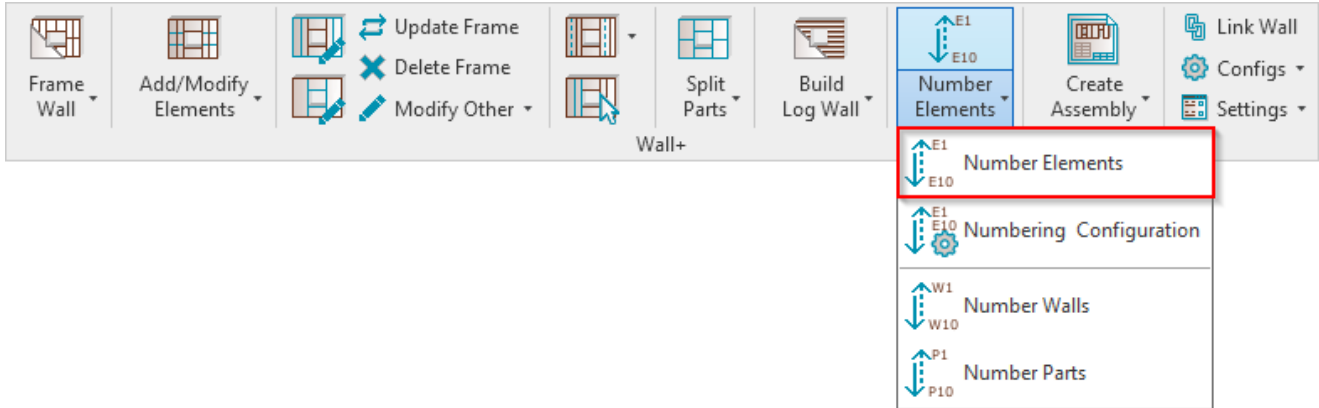 Frame
Wall
Add/Modify
Elements
Update Frame
Delete Frame
Modify Other
Split
Parts
Build
Log Wall
E1
E10
Number
Elements
Create
Assembly
Link Wall
Configs
Settings
Wall+
E1
E10
Number Elements
E1
E10
Numbering Configuration
W1
W10
Number Walls
P1
P10
Number Parts